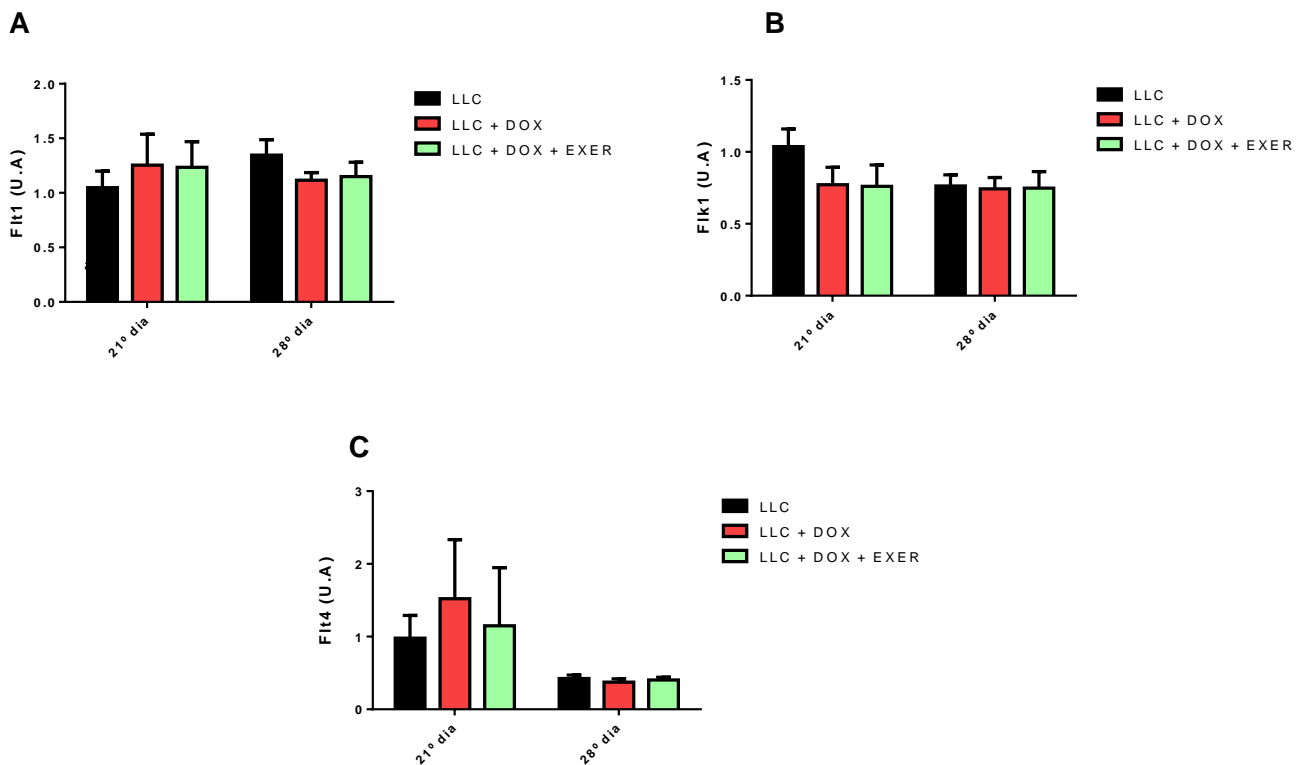 A
Flt1 (U.A)
2.0
1.5
1.0
0.5
0.0
21º dia
28º dia
LLC
LLC + DOX
LLC + DOX + EXER
B
Flk1 (U.A)
1.5
1.0
0.5
0.0
21º dia
28º dia
LLC
LLC + DOX
LLC + DOX + EXER
C
Flt4 (U.A)
3
2
1
0
21º dia
28º dia
LLC
LLC + DOX
LLC + DOX + EXER